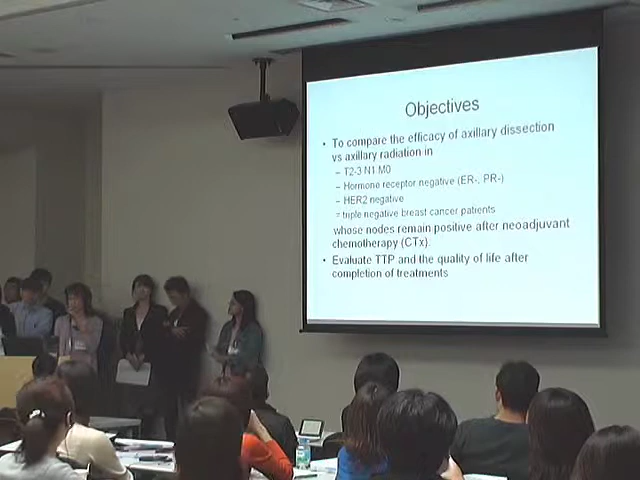 Objectives
• To compare the efficacy of axillary dissection
vs axillary radiation in
– T2-3 N1 M0
– Hormone receptor negative (ER-, PR-)
– HER2 negative
= triple negative breast cancer patients
whose nodes remain positive after neoadjuvant
chemotherapy (CTx).
• Evaluate TTP and the quality of life after
completion of treatments